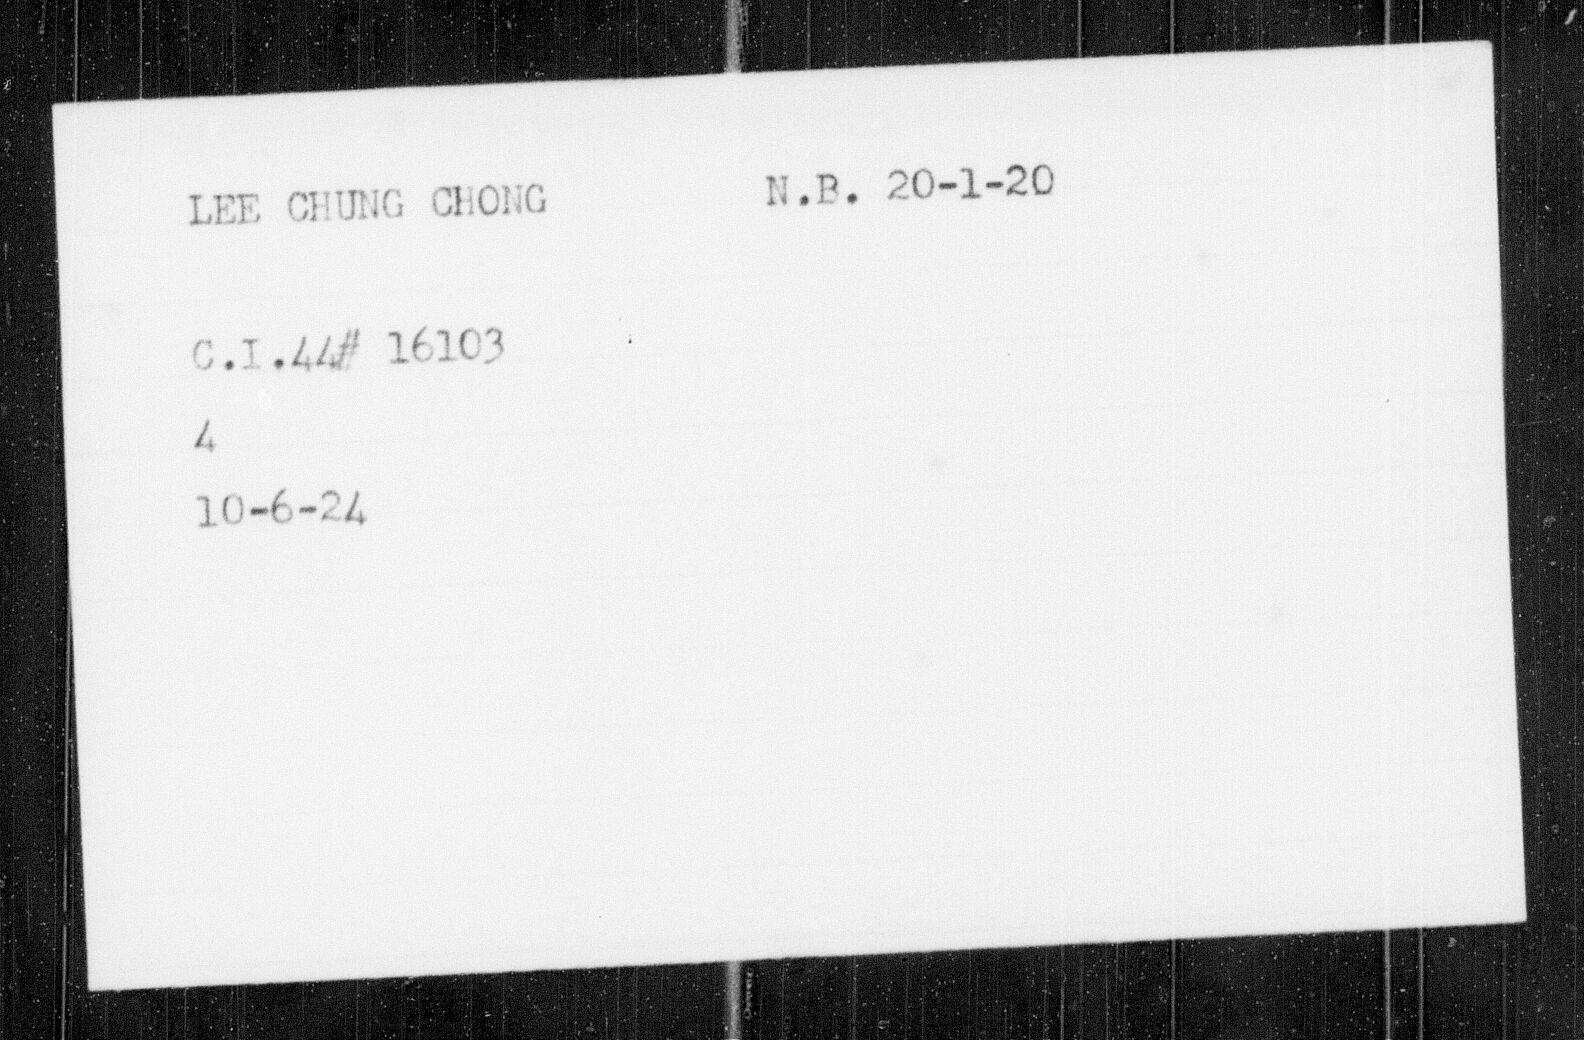 LEE CHUNG CHONG N.B. 20-1-20
C.I.44# 16103
4
10-6-24